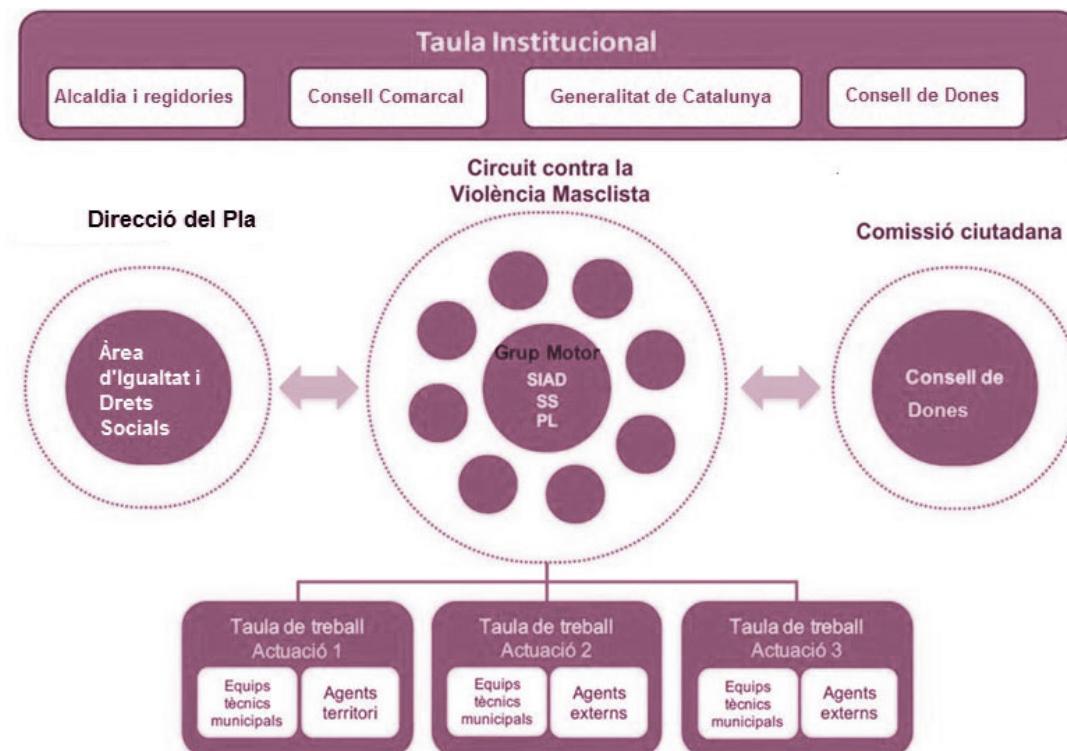 Taula Institucional
Alcaldia i regidories
Consell Comarcal
Generalitat de Catalunya
Consell de Dones
Circuit contra la
Violència Masclista
Direcció del Pla
Comissió ciutadana
Àrea
d'Igualtat i
Drets
Socials
Grup Motor
SIAD
SS
PL
Consell de
Dones
Taula de treball
Actuació 1
Equips
tècnics
municipals
Agents
territori
Taula de treball
Actuació 2
Equips
tècnics
municipals
Agents
externs
Taula de treball
Actuació 3
Equips
tècnics
municipals
Agents
externs